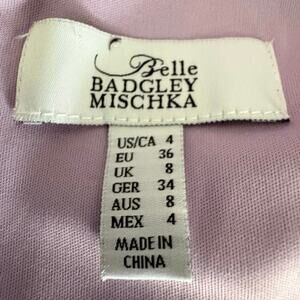 Belle
BADGLEY
MISCHKA
US/CA 4
EU 36
UK 8
GER 34
AUS 8
MEX 4
MADE IN
CHINA